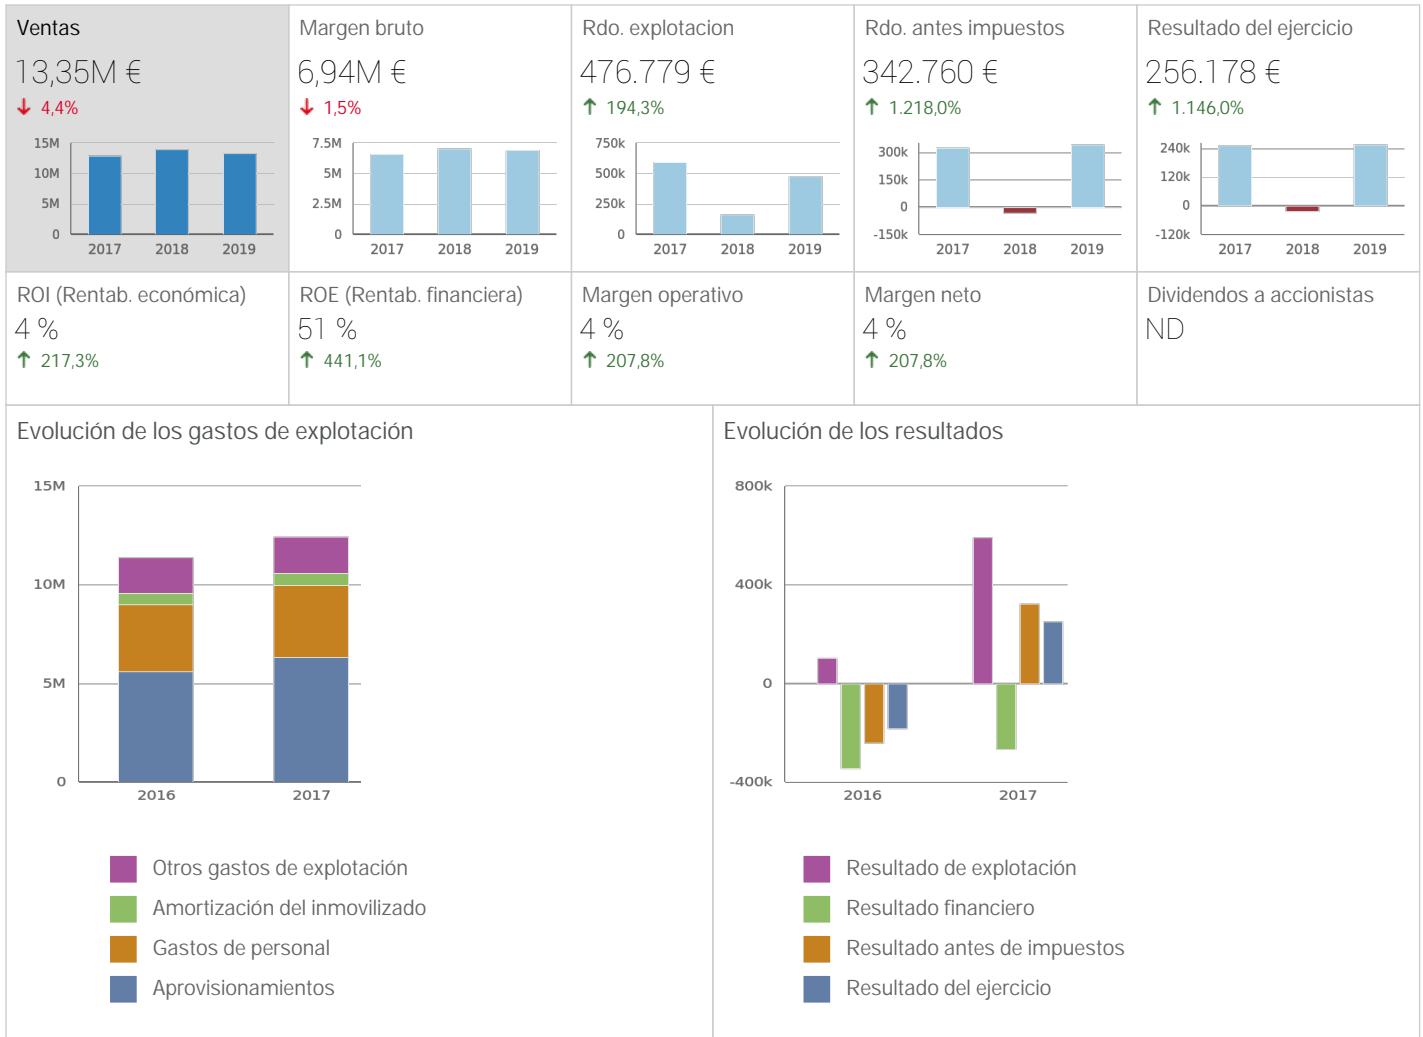 Ventas
13,35M €
4,4%
15M
10M
5M
0
2017 2018 2019
Margen bruto
6,94M €
1,5%
7.5M
5M
2.5M
0
2017 2018 2019
Rdo. explotacion
476.779 €
194,3%
750k
500k
250k
0
2017 2018 2019
Rdo. antes impuestos
342.760 €
1.218,0%
300k
150k
0
-150k
2017 2018 2019
Resultado del ejercicio
256.178 €
1.146,0%
240k
120k
0
-120k
2017 2018 2019
ROI (Rentab. económica)
4 %
217,3%
ROE (Rentab. financiera)
51 %
441,1%
Margen operativo
4 %
207,8%
Margen neto
4 %
207,8%
Dividendos a accionistas
ND
Evolución de los gastos de explotación
15M
10M
5M
0
2016 2017
Otros gastos de explotación
Amortización del inmovilizado
Gastos de personal
Aprovisionamientos
Evolución de los resultados
800k
400k
0
-400k
2016 2017
Resultado de explotación
Resultado financiero
Resultado antes de impuestos
Resultado del ejercicio